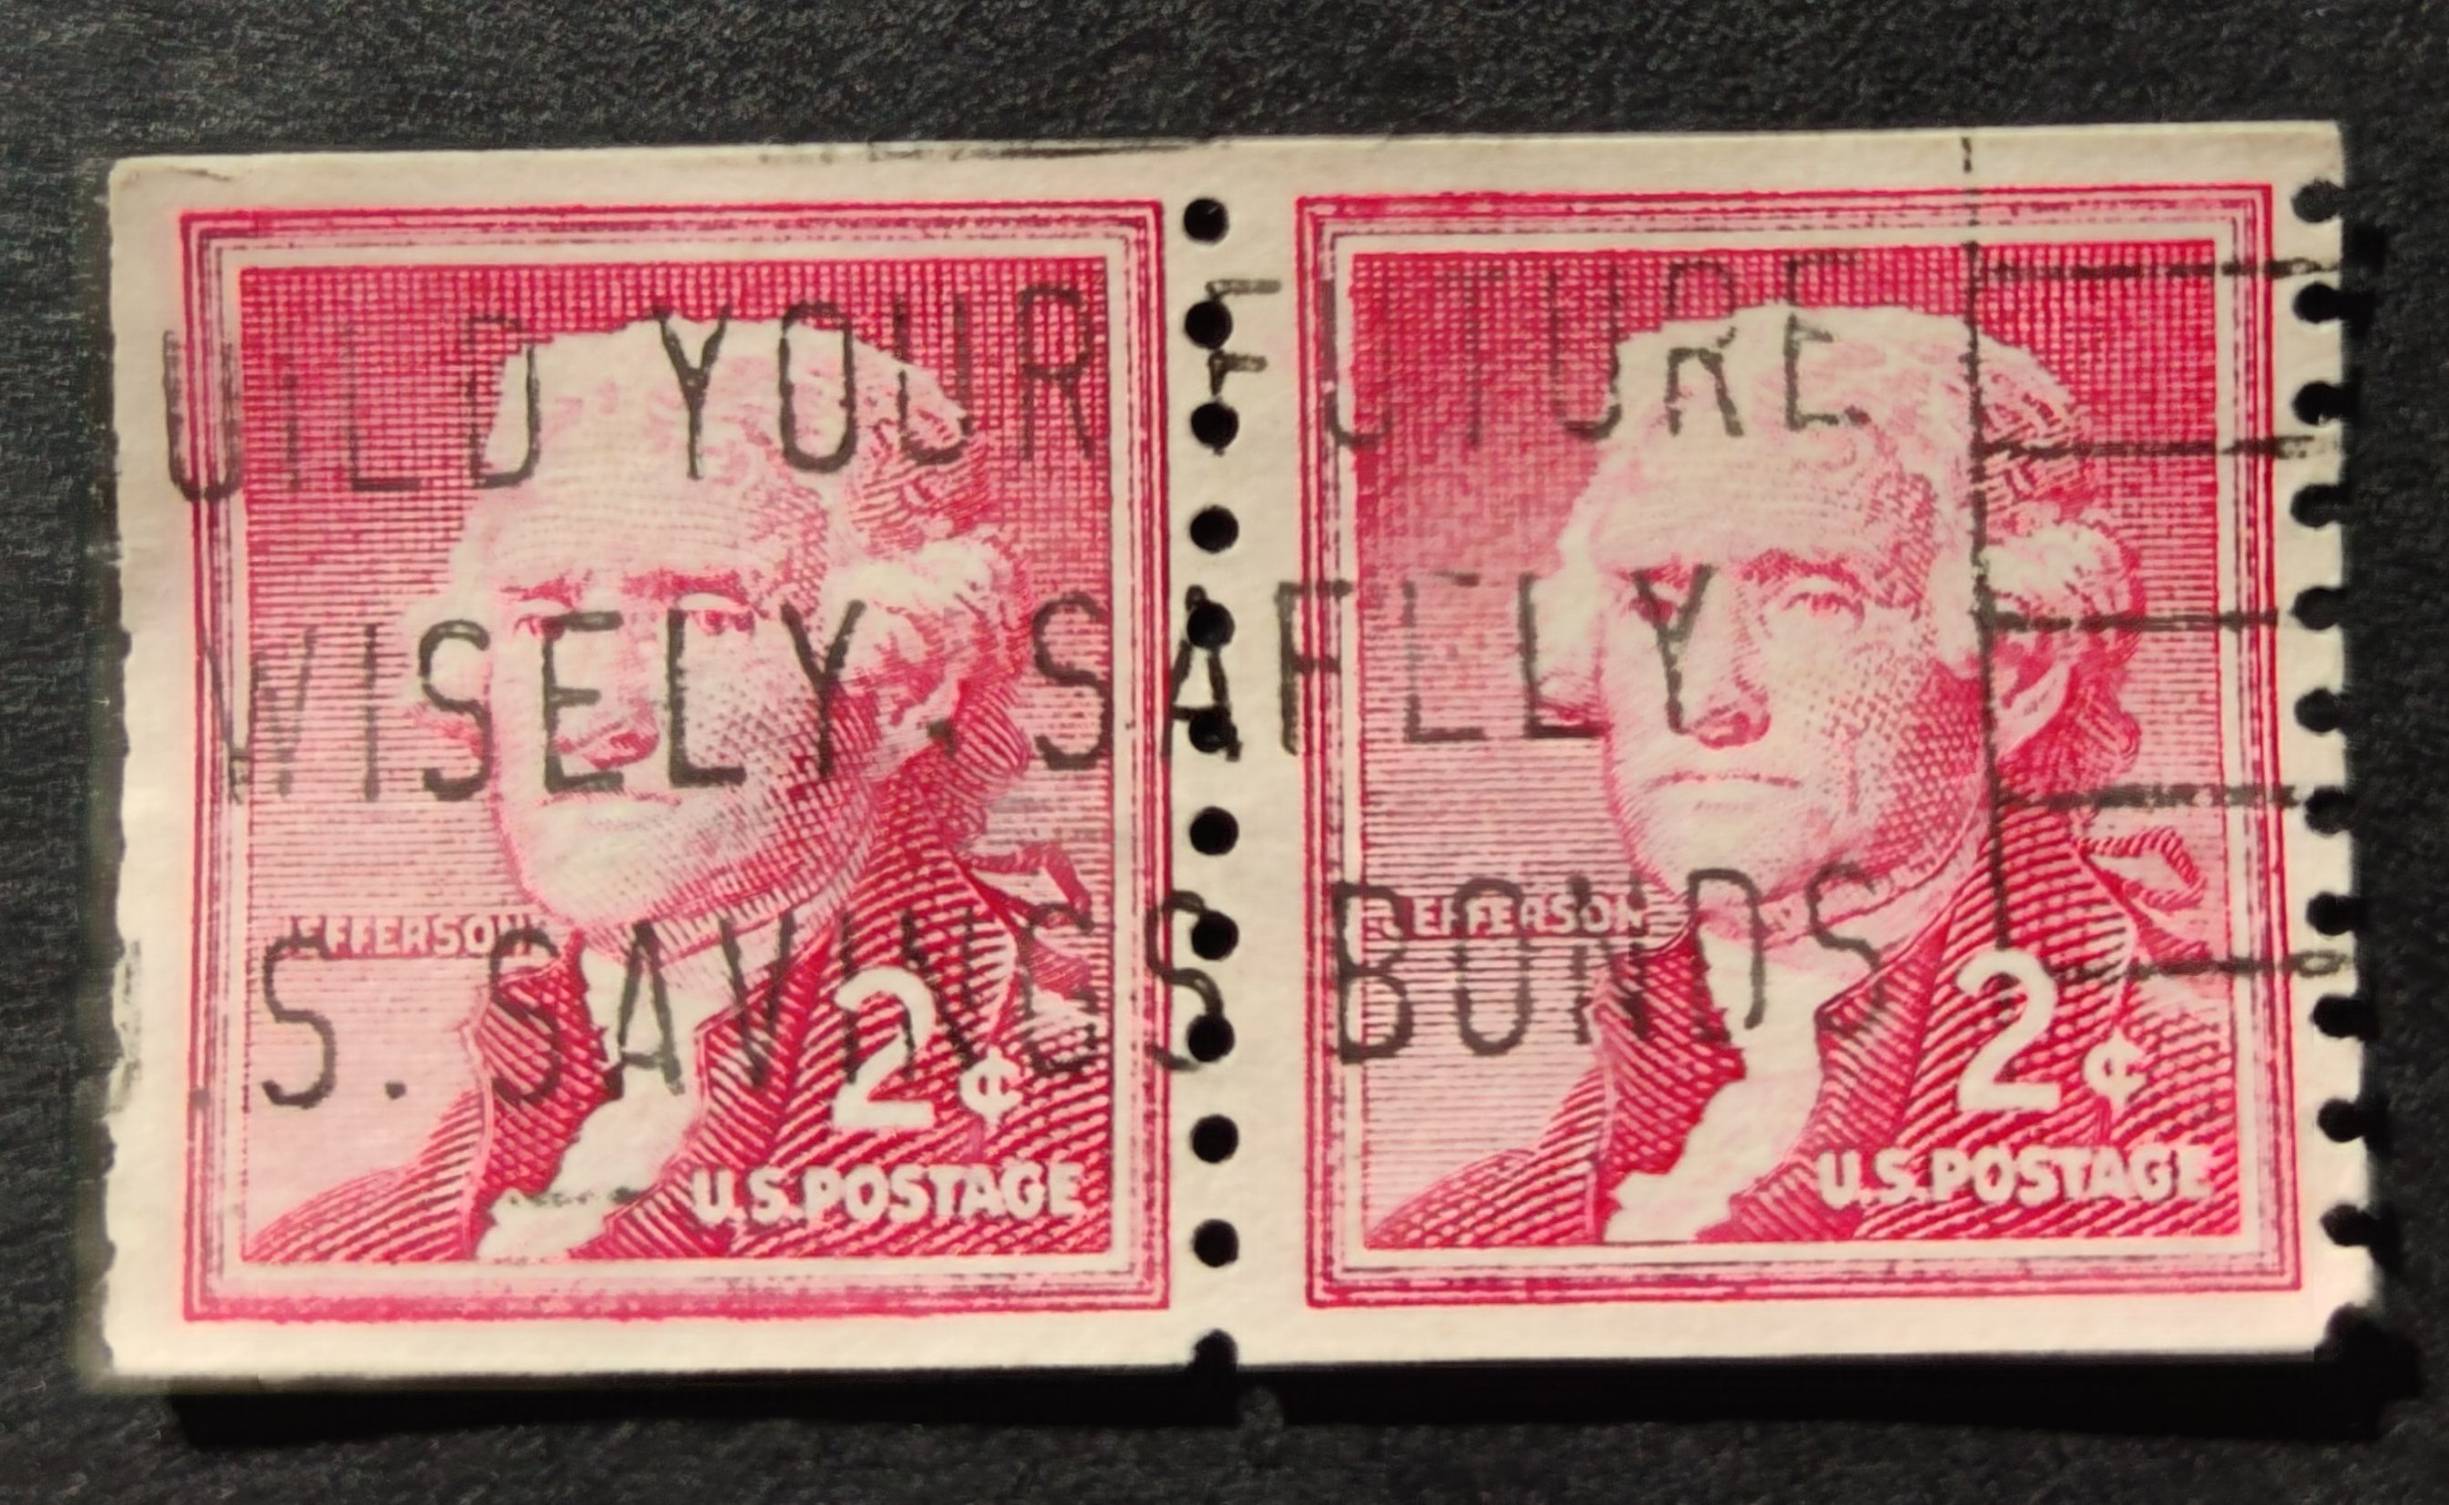 UILD YOUR FUTURE
WISELY, SAFELY
S. SAVINGS BONDS
JEFFERSON
2¢
U.S. POSTAGE
JEFFERSON
2¢
U.S. POSTAGE